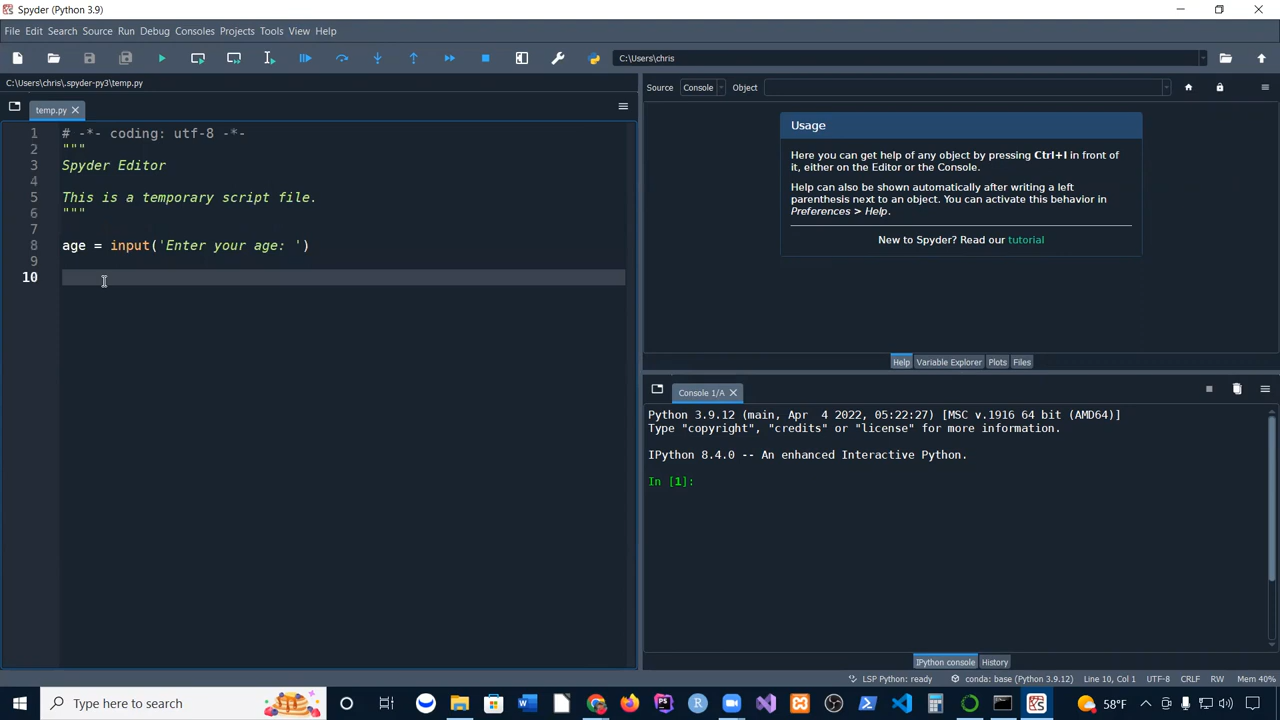 Spyder (Python 3.9)
File Edit Search Source Run Debug Consoles Projects Tools View Help
C:\Users\chris
C:\Users\chris\.spyder-py3\temp.py
temp.py
1 # -*- coding: utf-8 -*-
2 """
3 Spyder Editor
4
5 This is a temporary script file.
6 """
7
8 age = input('Enter your age: ')
9
10
Source Console Object
Usage
Here you can get help of any object by pressing Ctrl+I in front of
it, either on the Editor or the Console.
Help can also be shown automatically after writing a left
parenthesis next to an object. You can activate this behavior in
Preferences > Help.
New to Spyder? Read our tutorial
Help Variable Explorer Plots Files
Console 1/A
Python 3.9.12 (main, Apr  4 2022, 05:22:27) [MSC v.1916 64 bit (AMD64)]
Type "copyright", "credits" or "license" for more information.
IPython 8.4.0 -- An enhanced Interactive Python.
In [1]:
IPython console History
LSP Python: ready conda: base (Python 3.9.12) Line 10, Col 1 UTF-8 CRLF RW Mem 40%
Type here to search 58°F